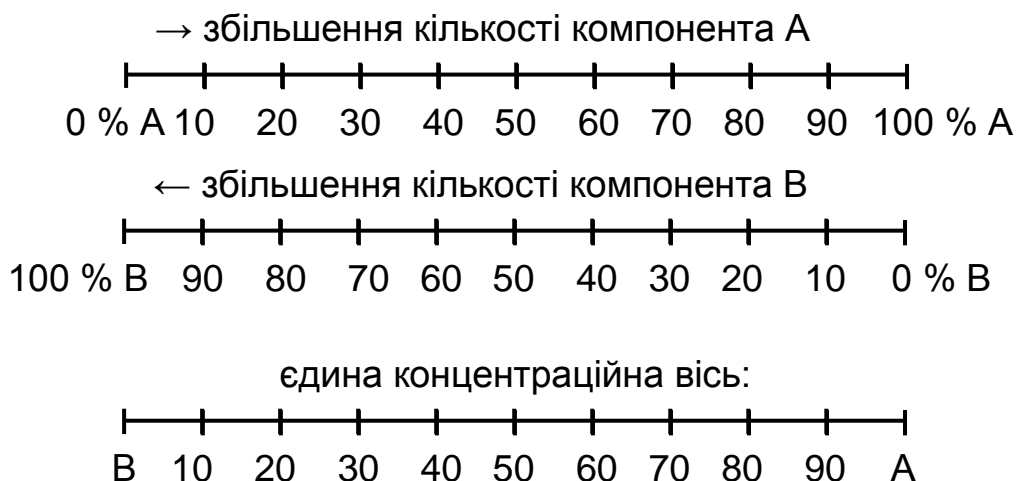 → збільшення кількості компонента А
0 % А 10 20 30 40 50 60 70 80 90 100 % А
← збільшення кількості компонента В
100 % В 90 80 70 60 50 40 30 20 10 0 % В
єдина концентраційна вісь:
В 10 20 30 40 50 60 70 80 90 А